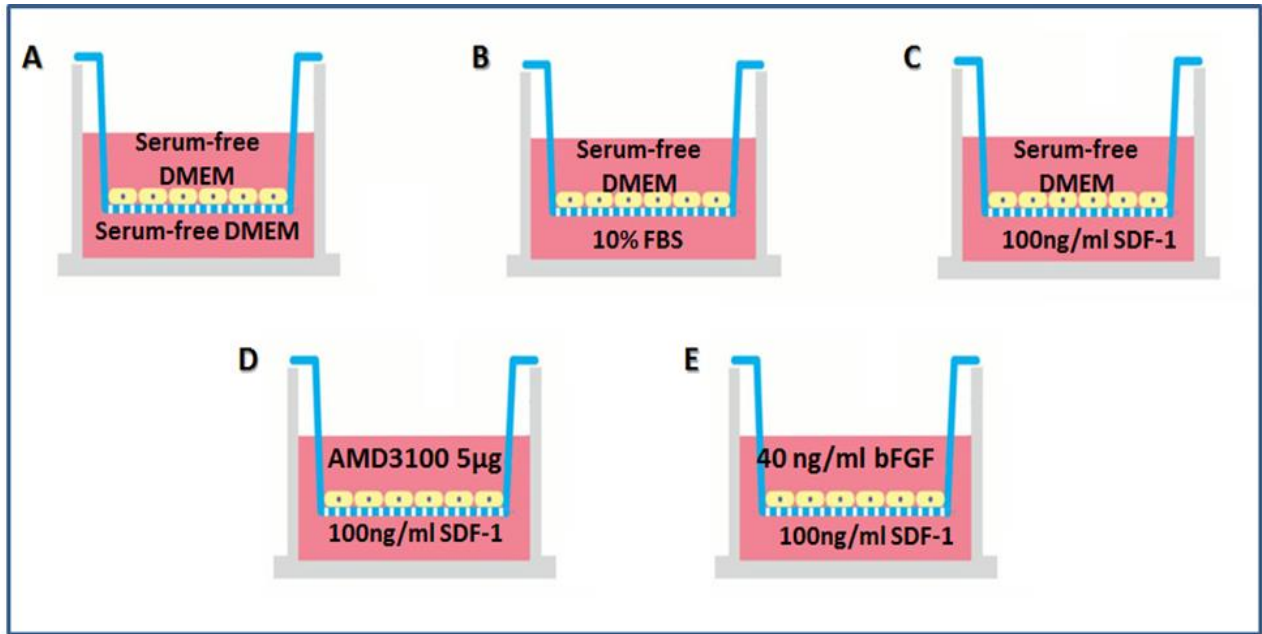 A
Serum-free
DMEM
Serum-free DMEM
B
Serum-free
DMEM
10% FBS
C
Serum-free
DMEM
100ng/ml SDF-1
D
AMD3100 5µg
100ng/ml SDF-1
E
40 ng/ml bFGF
100ng/ml SDF-1